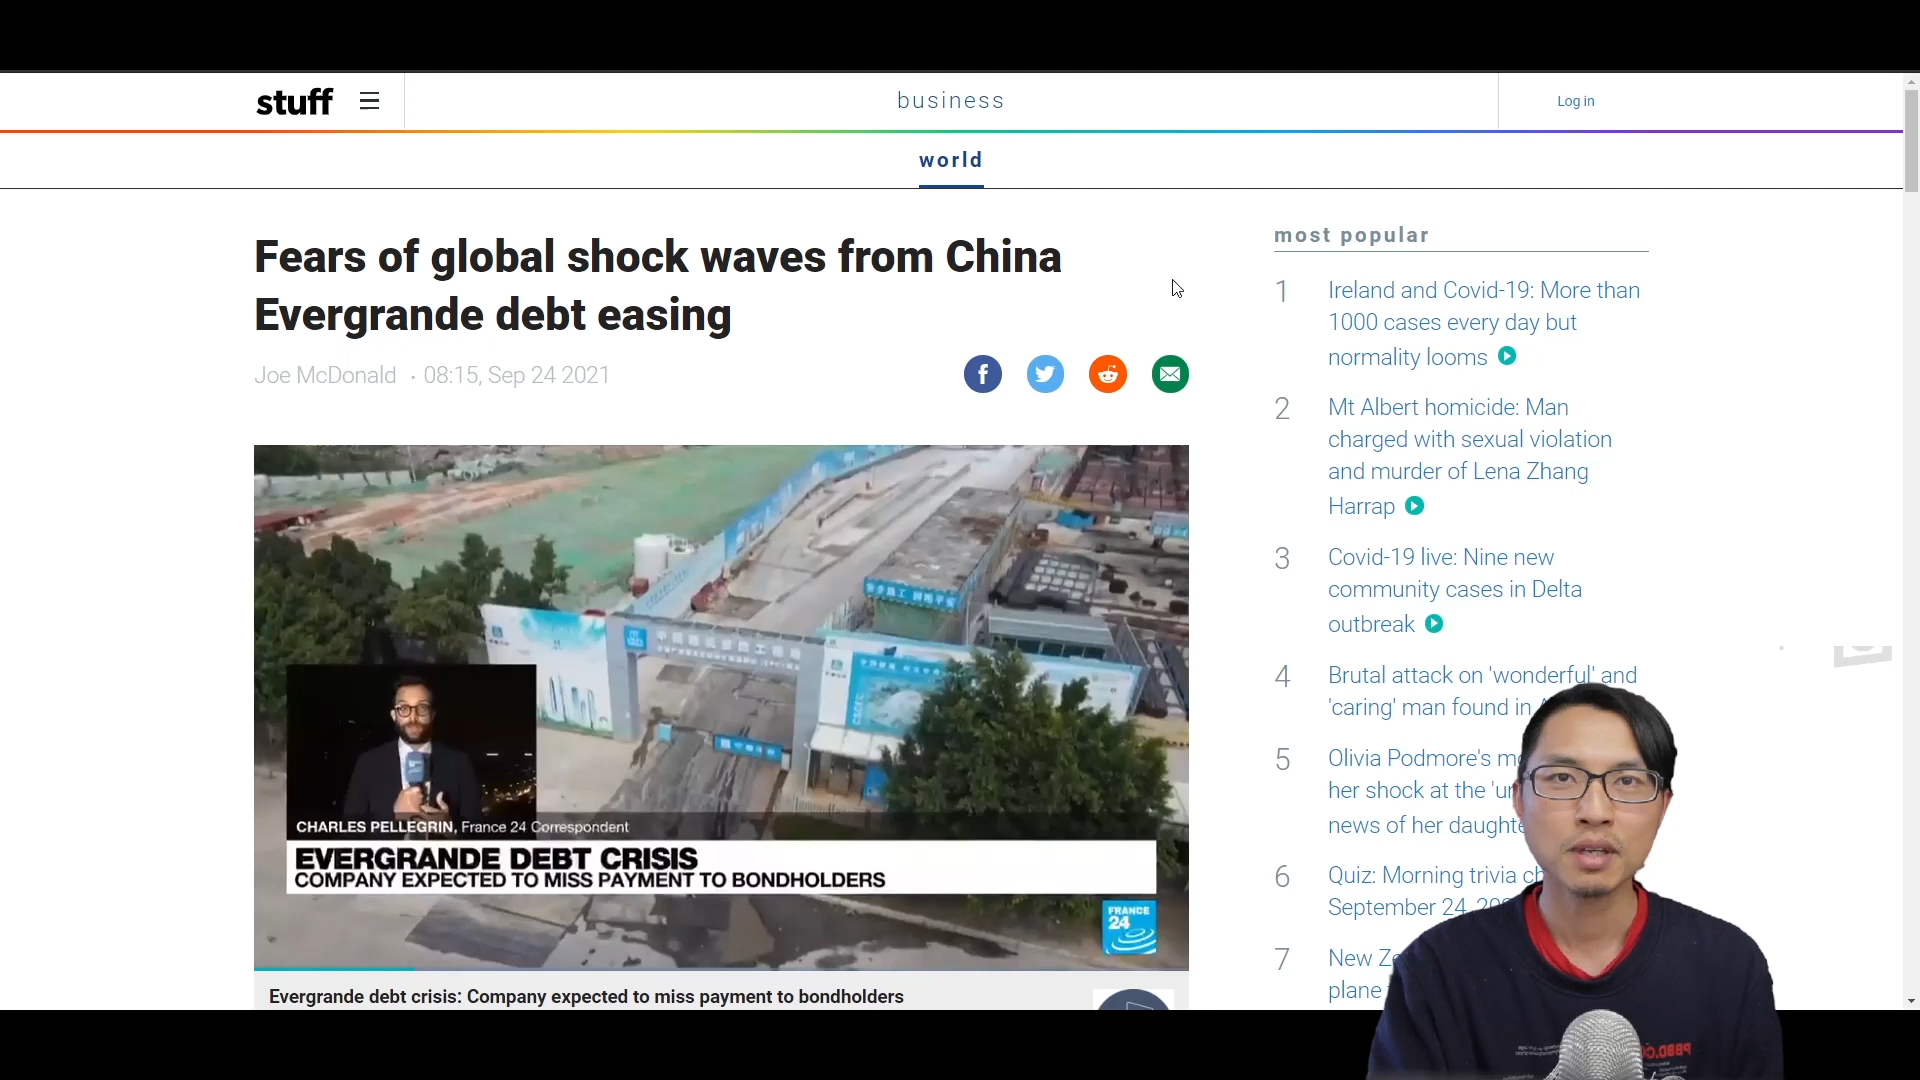 stuff
business
Log in
world
Fears of global shock waves from China
Evergrande debt easing
Joe McDonald · 08:15, Sep 24 2021
CHARLES PELLEGRIN, France 24 Correspondent
EVERGRANDE DEBT CRISIS
COMPANY EXPECTED TO MISS PAYMENT TO BONDHOLDERS
FRANCE
24
Evergrande debt crisis: Company expected to miss payment to bondholders
most popular
1 Ireland and Covid-19: More than
1000 cases every day but
normality looms
2 Mt Albert homicide: Man
charged with sexual violation
and murder of Lena Zhang
Harrap
3 Covid-19 live: Nine new
community cases in Delta
outbreak
4 Brutal attack on 'wonderful' and
'caring' man found in
5 Olivia Podmore's
her shock at the
news of her
6 Quiz: Morning trivia
September 24,
7 New
plane